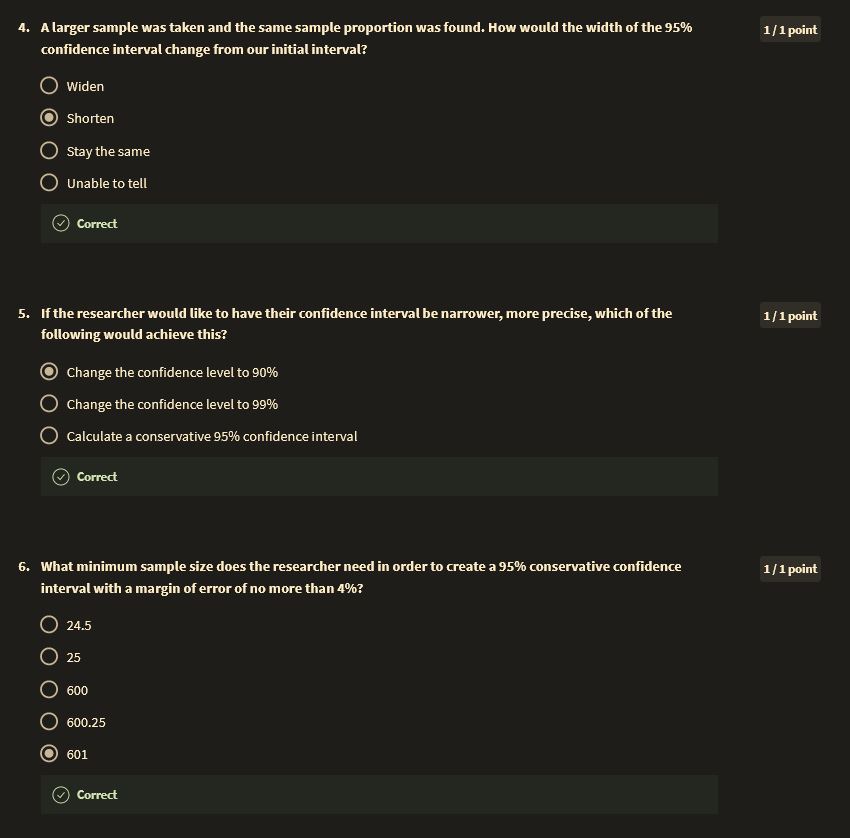 4. A larger sample was taken and the same sample proportion was found. How would the width of the 95%
1 / 1 point
confidence interval change from our initial interval?
Widen
Shorten
Stay the same
Unable to tell
Correct
5. If the researcher would like to have their confidence interval be narrower, more precise, which of the
1 / 1 point
following would achieve this?
Change the confidence level to 90%
Change the confidence level to 99%
Calculate a conservative 95% confidence interval
Correct
6. What minimum sample size does the researcher need in order to create a 95% conservative confidence
1 / 1 point
interval with a margin of error of no more than 4%?
24.5
25
600
600.25
601
Correct